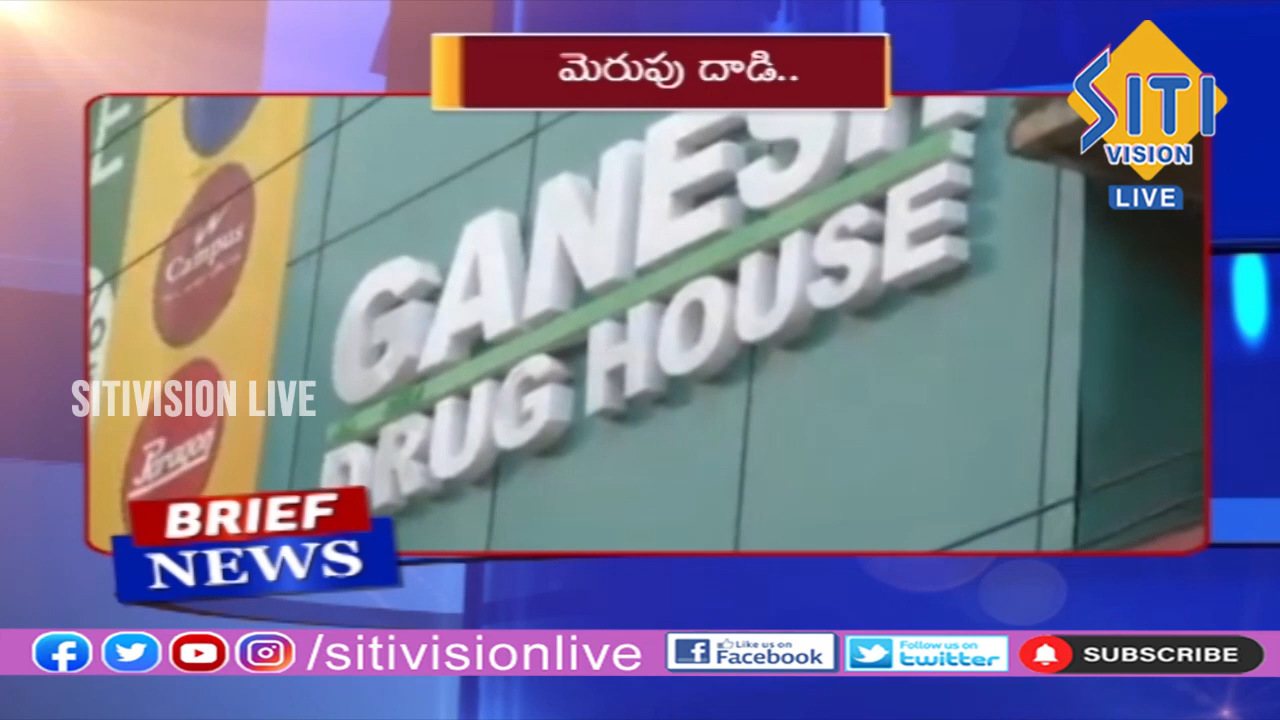 మెరుపు దాడి..
SITI
VISION
LIVE
GANESH
DRUG HOUSE
Campus
Paragon
SITIVISION LIVE
BRIEF
NEWS
/sitivisionlive
Like us on
Facebook
Follow us on
twitter
SUBSCRIBE